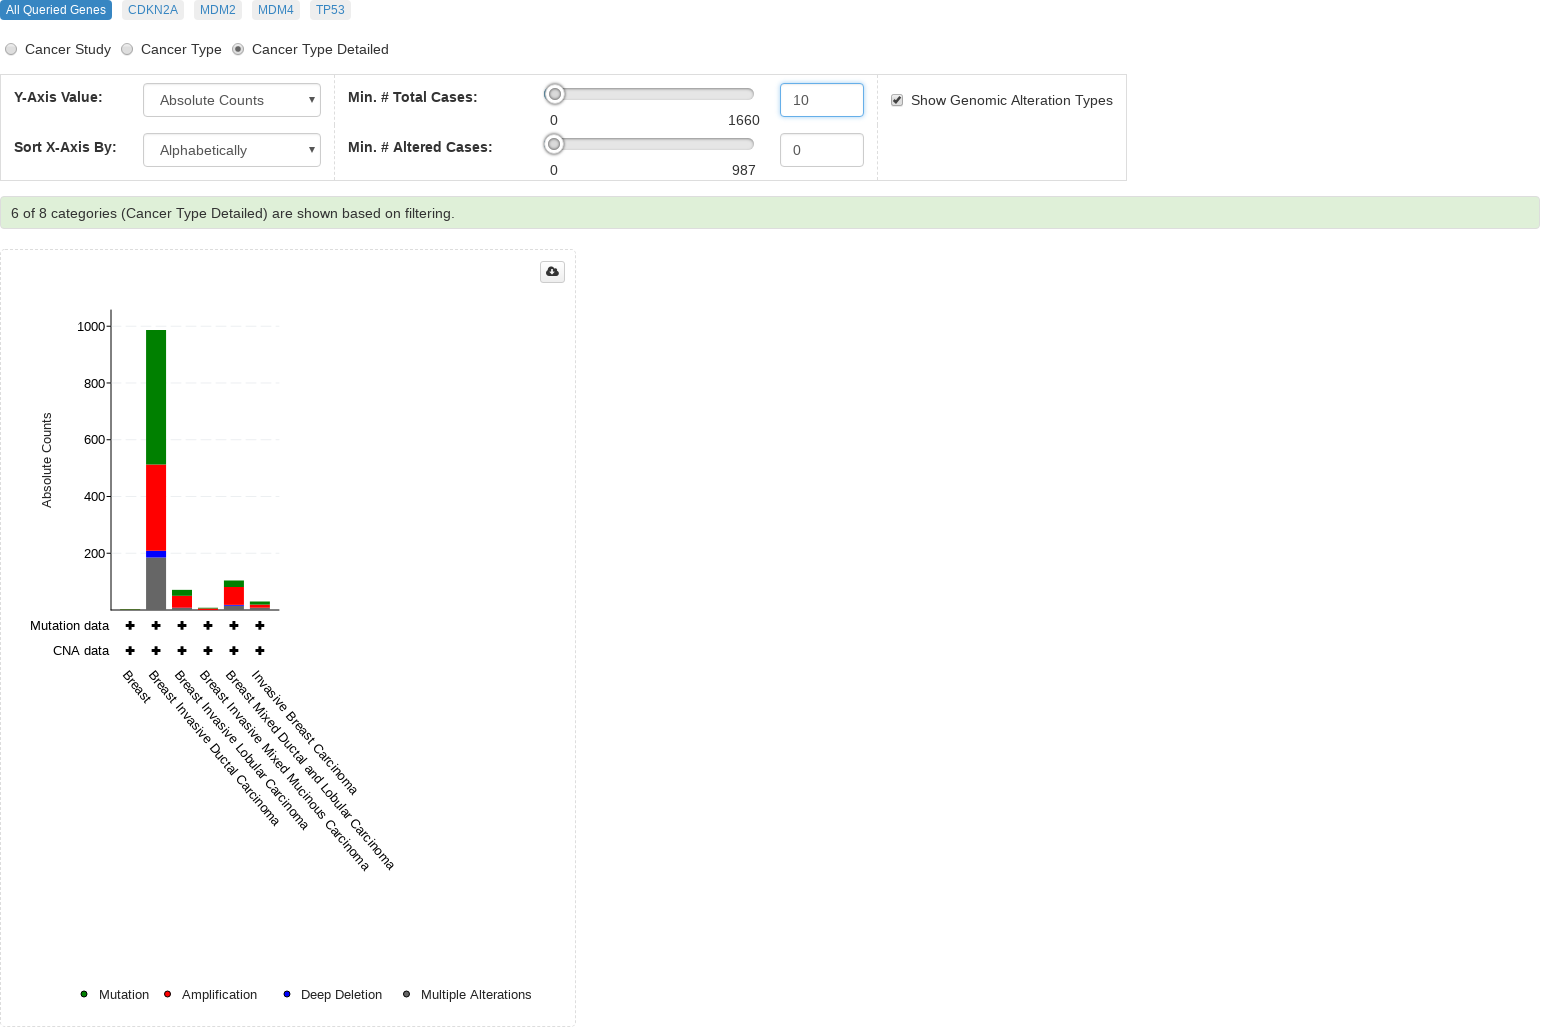 All Queried Genes CDKN2A MDM2 MDM4 TP53
Cancer Study Cancer Type Cancer Type Detailed
Y-Axis Value: Absolute Counts Min. # Total Cases: 10 Show Genomic Alteration Types
0 1660
Sort X-Axis By: Alphabetically Min. # Altered Cases: 0
0 987
6 of 8 categories (Cancer Type Detailed) are shown based on filtering.
1000
800
600
400
200
Absolute Counts
Mutation data
CNA data
Breast
Breast Invasive Ductal Carcinoma
Breast Invasive Lobular Carcinoma
Breast Invasive Mixed Mucinous Carcinoma
Breast Mixed Ductal and Lobular Carcinoma
Invasive Breast Carcinoma
Mutation Amplification Deep Deletion Multiple Alterations